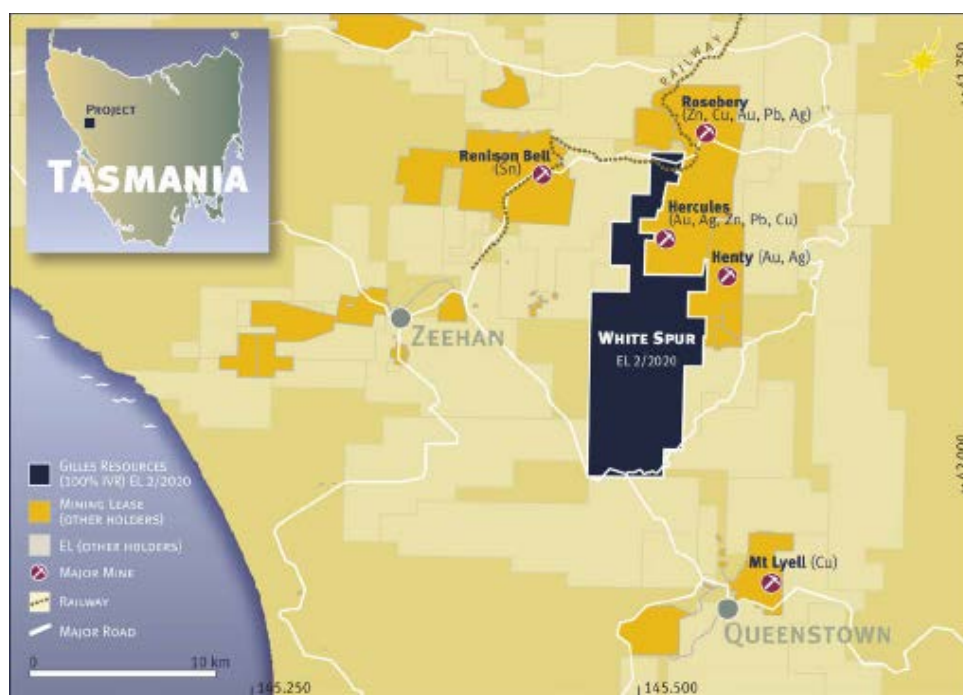 PROJECT
TASMANIA
RAILWAY
Rosebery
(Zn, Cu, Au, Pb, Ag)
Renison Bell
(Sn)
Hercules
(Au, Ag, Zn, Pb, Cu)
Henty (Au, Ag)
ZEEHAN
WHITE SPUR
EL 2/2020
GILLES RESOURCES
(100% IVR) EL 2/2020
MINING LEASE
(OTHER HOLDERS)
EL (OTHER HOLDERS)
MAJOR MINE
RAILWAY
MAJOR ROAD
0 10 km
Mt Lyell (Cu)
QUEENSTOWN
145.250
145.500